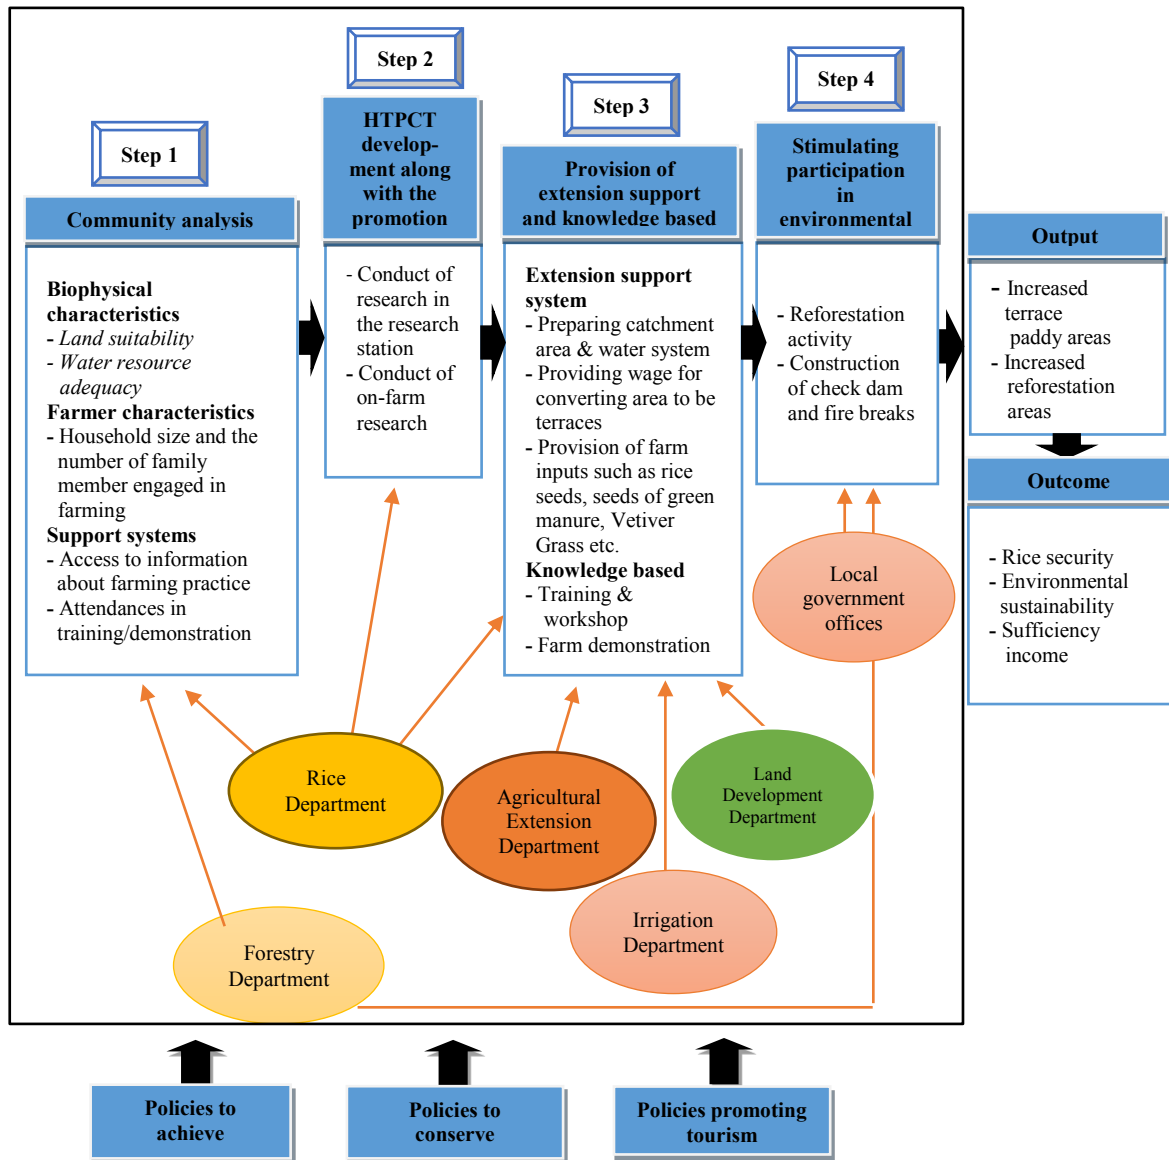 Step 1
Community analysis
Biophysical
characteristics
- Land suitability
- Water resource
adequacy
Farmer characteristics
- Household size and the
number of family
member engaged in
farming
Support systems
- Access to information
about farming practice
- Attendances in
training/demonstration
Step 2
HTPCT
develop-
ment along
with the
promotion
- Conduct of
research in
the research
station
- Conduct of
on-farm
research
Step 3
Provision of
extension support
and knowledge based
Extension support
system
- Preparing catchment
area & water system
- Providing wage for
converting area to be
terraces
- Provision of farm
inputs such as rice
seeds, seeds of green
manure, Vetiver
Grass etc.
Knowledge based
- Training &
workshop
- Farm demonstration
Step 4
Stimulating
participation
in
environmental
- Reforestation
activity
- Construction
of check dam
and fire breaks
Output
- Increased
terrace
paddy areas
- Increased
reforestation
areas
Outcome
- Rice security
- Environmental
sustainability
- Sufficiency
income
Local
government
offices
Rice
Department
Agricultural
Extension
Department
Land
Development
Department
Irrigation
Department
Forestry
Department
Policies to
achieve
Policies to
conserve
Policies promoting
tourism